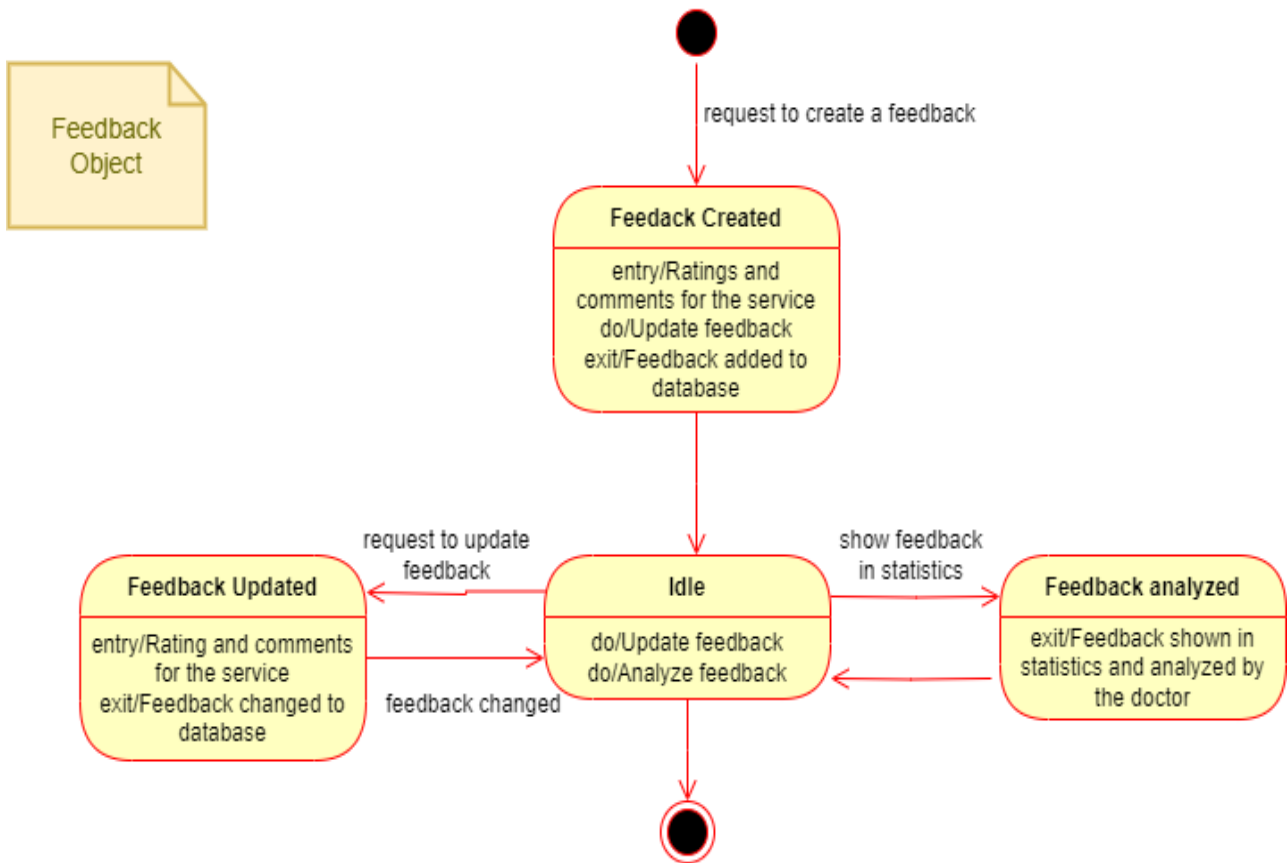 Feedback
Object
request to create a feedback
Feedack Created
entry/Ratings and
comments for the service
do/Update feedback
exit/Feedback added to
database
request to update
feedback
show feedback
in statistics
Feedback Updated
entry/Rating and comments
for the service
exit/Feedback changed to
database
feedback changed
Idle
do/Update feedback
do/Analyze feedback
Feedback analyzed
exit/Feedback shown in
statistics and analyzed by
the doctor